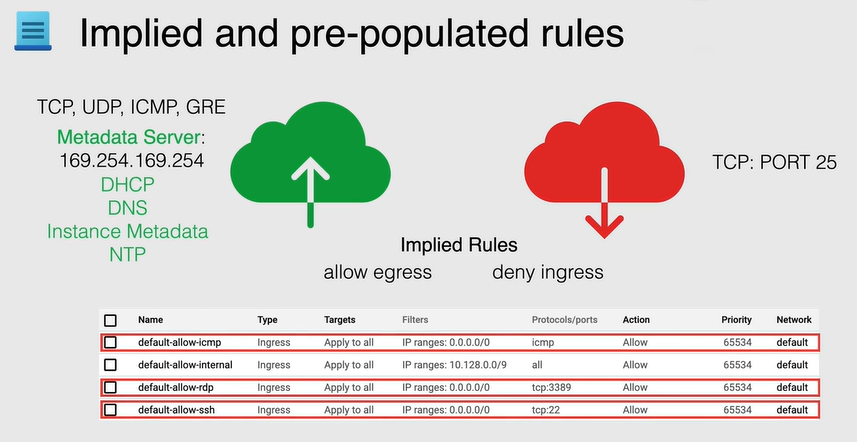 Implied and pre-populated rules
TCP, UDP, ICMP, GRE
Metadata Server:
169.254.169.254
DHCP
DNS
Instance Metadata
NTP
TCP: PORT 25
Implied Rules
allow egress deny ingress
Name Type Targets Filters Protocols/ports Action Priority Network
default-allow-icmp Ingress Apply to all IP ranges: 0.0.0.0/0 icmp Allow 65534 default
default-allow-internal Ingress Apply to all IP ranges: 10.128.0.0/9 all Allow 65534 default
default-allow-rdp Ingress Apply to all IP ranges: 0.0.0.0/0 tcp:3389 Allow 65534 default
default-allow-ssh Ingress Apply to all IP ranges: 0.0.0.0/0 tcp:22 Allow 65534 default